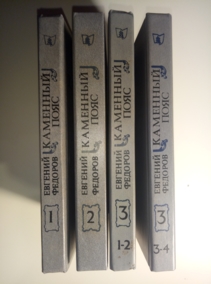 ЕВГЕНИЙ
ФЕДОРОВ
КАМЕННЫЙ
ПОЯС
1
ЕВГЕНИЙ
ФЕДОРОВ
КАМЕННЫЙ
ПОЯС
2
ЕВГЕНИЙ
ФЕДОРОВ
КАМЕННЫЙ
ПОЯС
3
1-2
ЕВГЕНИЙ
ФЕДОРОВ
КАМЕННЫЙ
ПОЯС
3
3-4